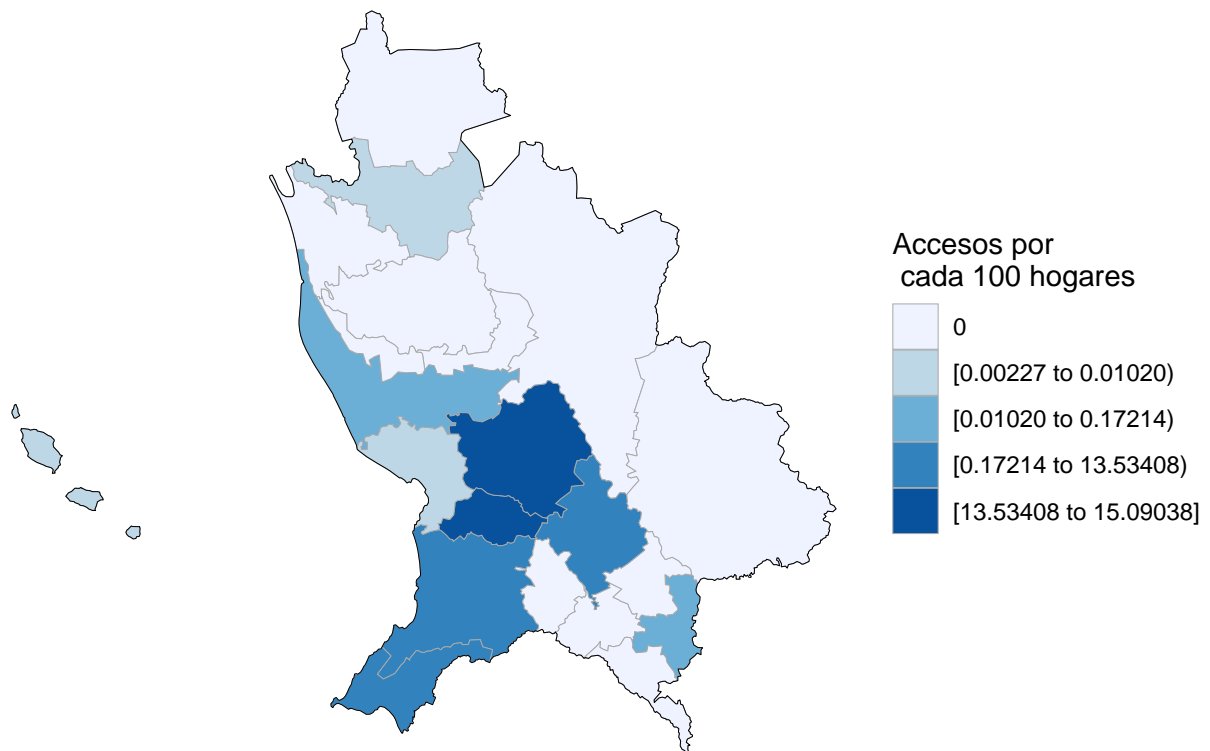 Accesos por
cada 100 hogares
0
[0.00227 to 0.01020)
[0.01020 to 0.17214)
[0.17214 to 13.53408)
[13.53408 to 15.09038]